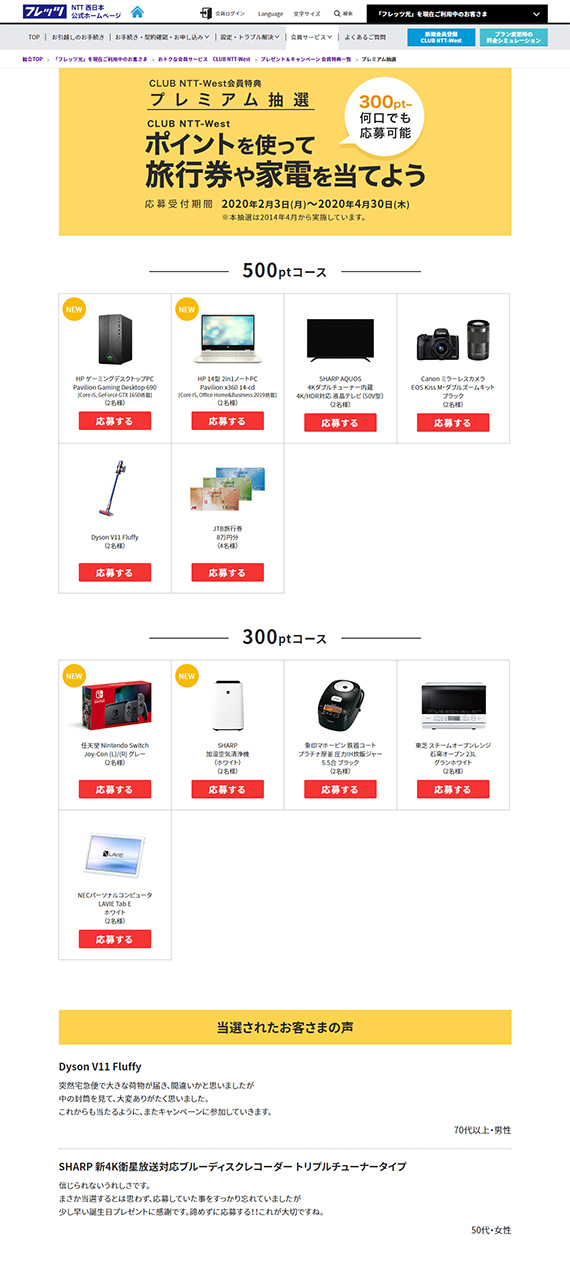 フレッツ NTT 西日本
公式ホームページ
会員ログイン Language 文字サイズ 検索 「フレッツ光」を現在ご利用中のお客さま
TOP お引越しのお手続き お手続き・契約確認・お申し込み 設定・トラブル解決 会員サービス よくあるご質問 新規会員登録 CLUB NTT-West プラン変更時の 料金シミュレーション
総合TOP > 「フレッツ光」を現在ご利用中のお客さま > おトクな会員サービス CLUB NTT-West > プレゼント&キャンペーン 会員特典一覧 > プレミアム抽選
CLUB NTT-West会員特典
プレミアム抽選
300pt~
何口でも
応募可能
CLUB NTT-West
ポイントを使って
旅行券や家電を当てよう
応募受付期間 2020年2月3日(月)~2020年4月30日(木)
※本抽選は2014年4月から実施しています。
500ptコース
NEW
HP ゲーミングデスクトップPC
Pavilion Gaming Desktop 690
[Core i5, GeForce GTX 1650搭載]
(2名様)
応募する
NEW
HP 14型 2in1ノートPC
Pavilion x360 14-cd
[Core i5, Office Home&Business 2019搭載]
(2名様)
応募する
SHARP AQUOS
4Kダブルチューナー内蔵
4K/HDR対応 液晶テレビ(50V型)
(2名様)
応募する
Canon ミラーレスカメラ
EOS Kiss M・ダブルズームキット
ブラック
(2名様)
応募する
Dyson V11 Fluffy
(2名様)
応募する
JTB旅行券
8万円分
(4名様)
応募する
300ptコース
NEW
任天堂 Nintendo Switch
Joy-Con (L)/(R) グレー
(2名様)
応募する
NEW
SHARP
加湿空気清浄機
(ホワイト)
(2名様)
応募する
象印マホービン 鉄器コート
プラチナ厚釜 圧力IH炊飯ジャー
5.5合 ブラック
(2名様)
応募する
東芝 スチームオーブンレンジ
石窯オーブン 23L
グランホワイト
(2名様)
応募する
LAVIE
NECパーソナルコンピュータ
LAVIE Tab E
ホワイト
(2名様)
応募する
当選されたお客さまの声
Dyson V11 Fluffy
突然宅急便で大きな荷物が届き、間違いかと思いましたが
中の封筒を見て、大変ありがたく思いました。
これからも当たるように、またキャンペーンに参加していきます。
70代以上・男性
SHARP 新4K衛星放送対応ブルーディスクレコーダー トリプルチューナータイプ
信じられないうれしさです。
まさか当選するとは思わず、応募していた事をすっかり忘れていましたが
少し早い誕生日プレゼントに感謝です。諦めずに応募する!!これが大切ですね。
50代・女性